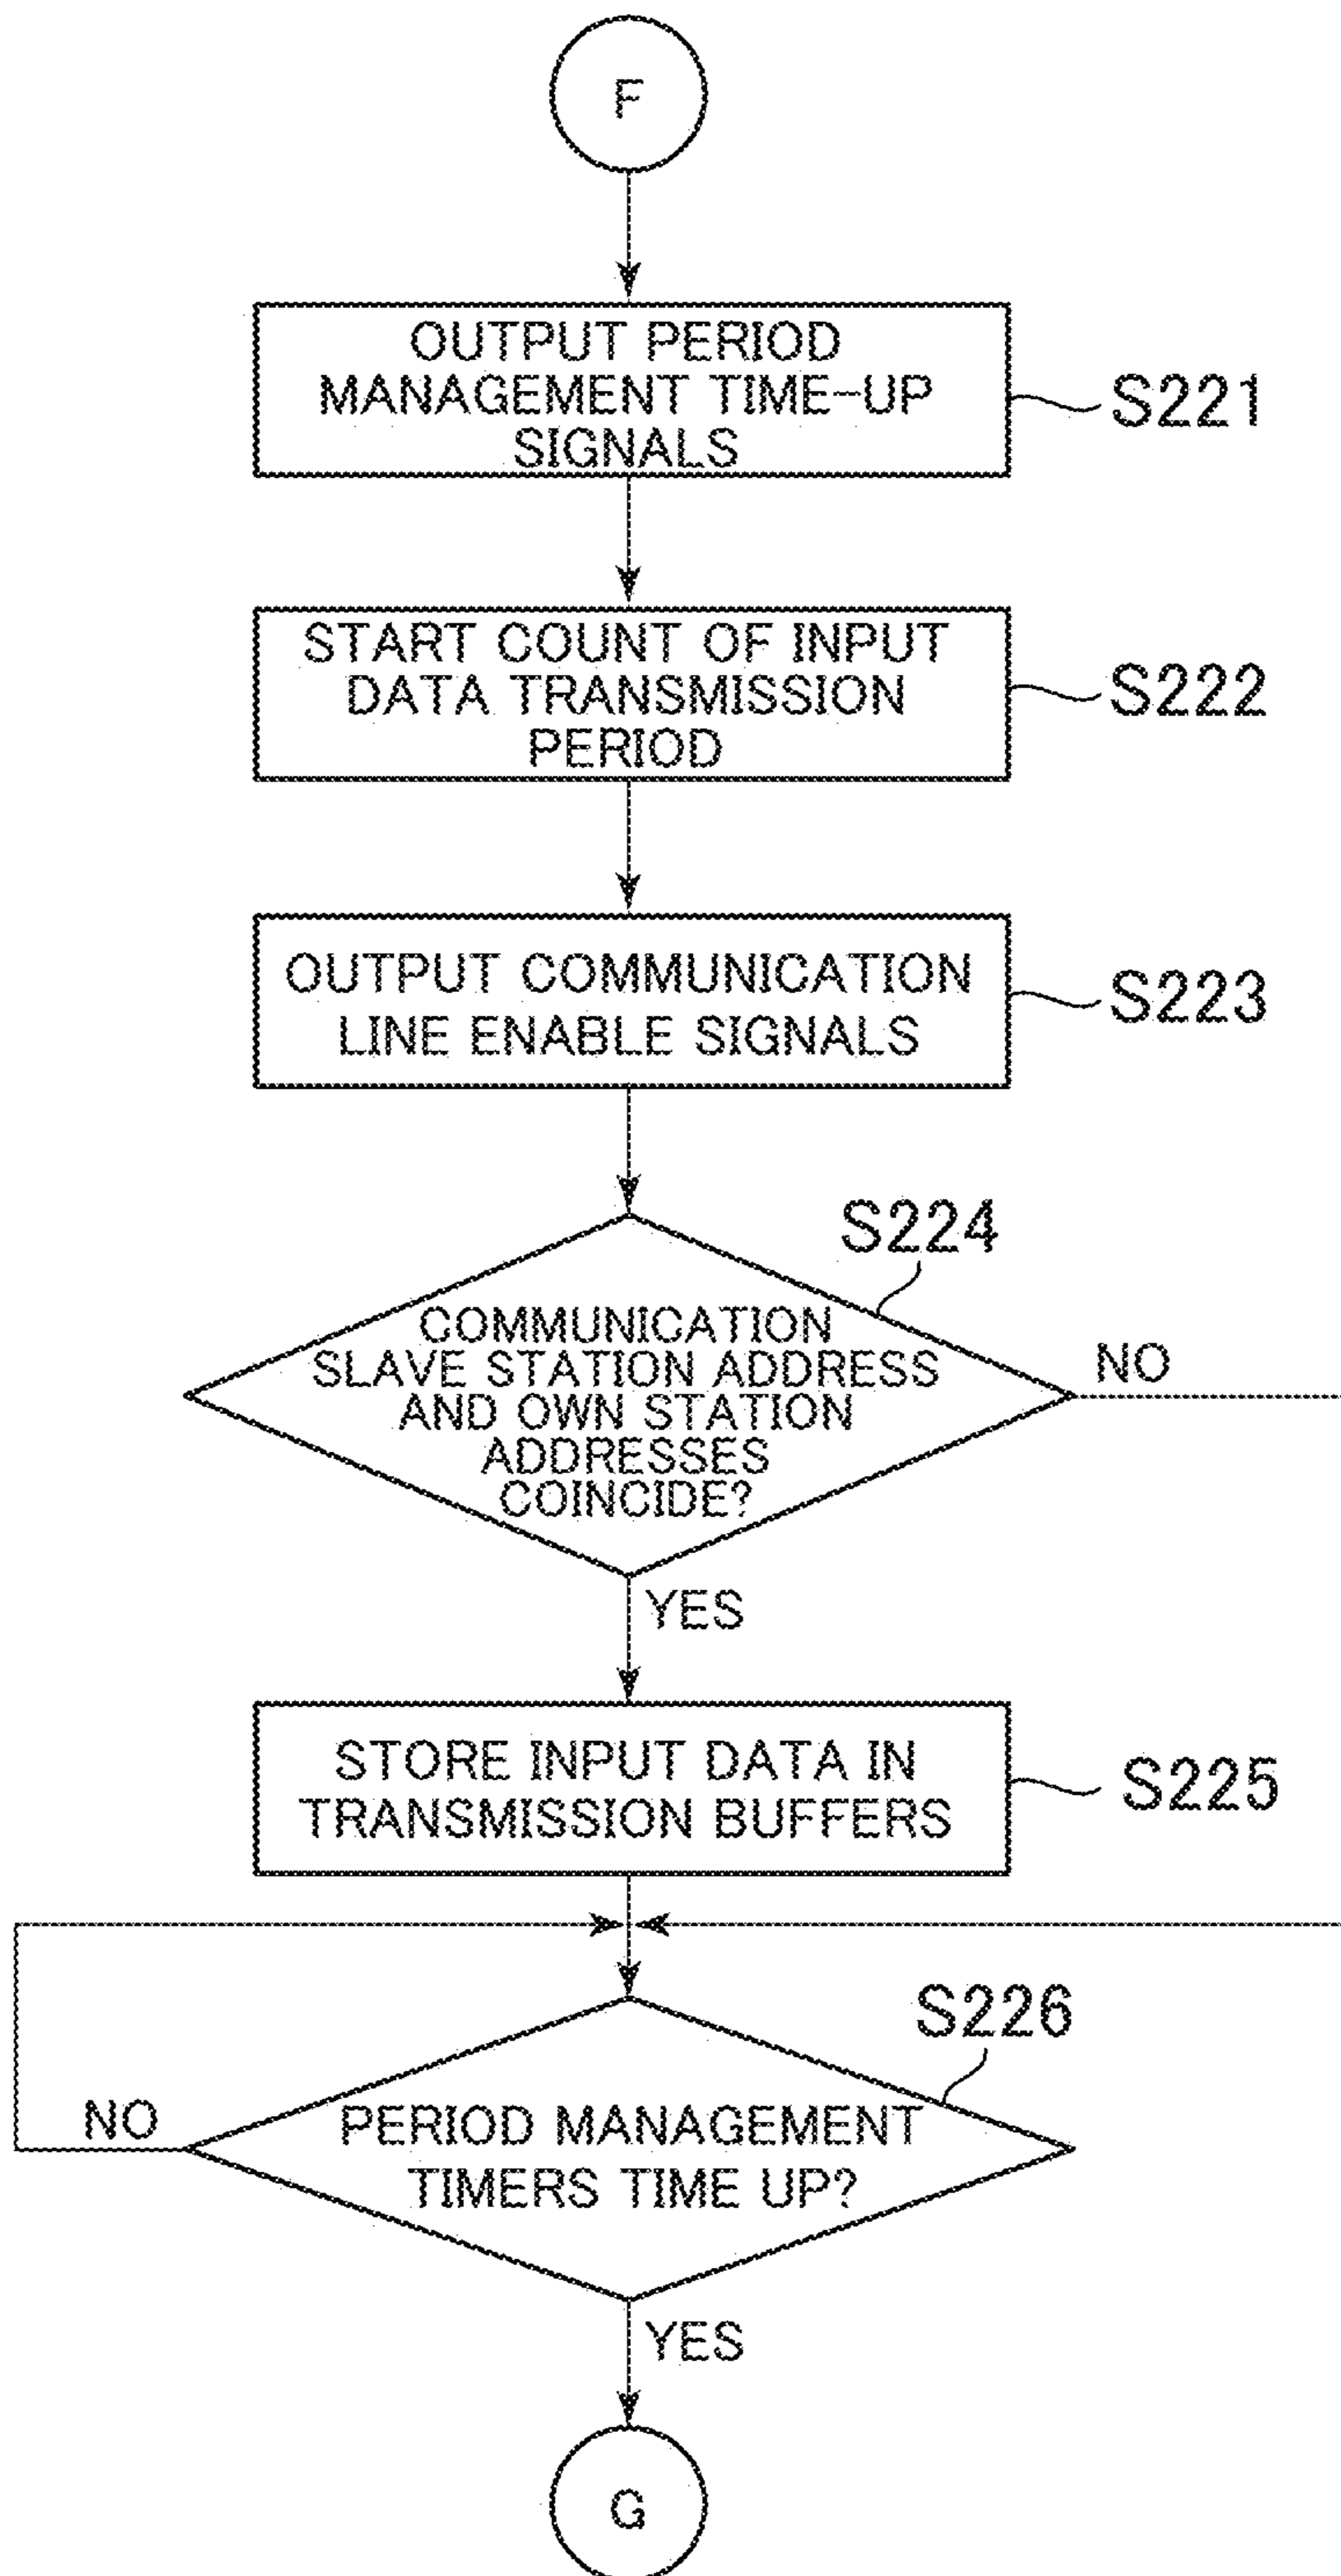 F
OUTPUT PERIOD
MANAGEMENT TIME-UP
SIGNALS
S221
START COUNT OF INPUT
DATA TRANSMISSION
PERIOD
S222
OUTPUT COMMUNICATION
LINE ENABLE SIGNALS
S223
S224
COMMUNICATION
SLAVE STATION ADDRESS
AND OWN STATION
ADDRESSES
COINCIDE?
NO
YES
STORE INPUT DATA IN
TRANSMISSION BUFFERS
S225
S226
PERIOD MANAGEMENT
TIMERS TIME UP?
NO
YES
G